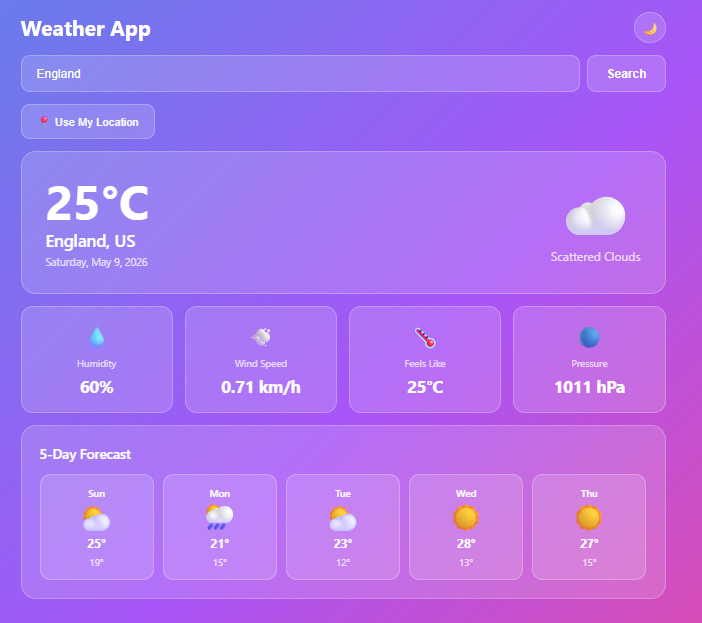 Weather App
England
Search
Use My Location
25°C
England, US
Saturday, May 9, 2026
Scattered Clouds
Humidity
60%
Wind Speed
0.71 km/h
Feels Like
25°C
Pressure
1011 hPa
5-Day Forecast
Sun
25°
19°
Mon
21°
15°
Tue
23°
12°
Wed
28°
13°
Thu
27°
15°